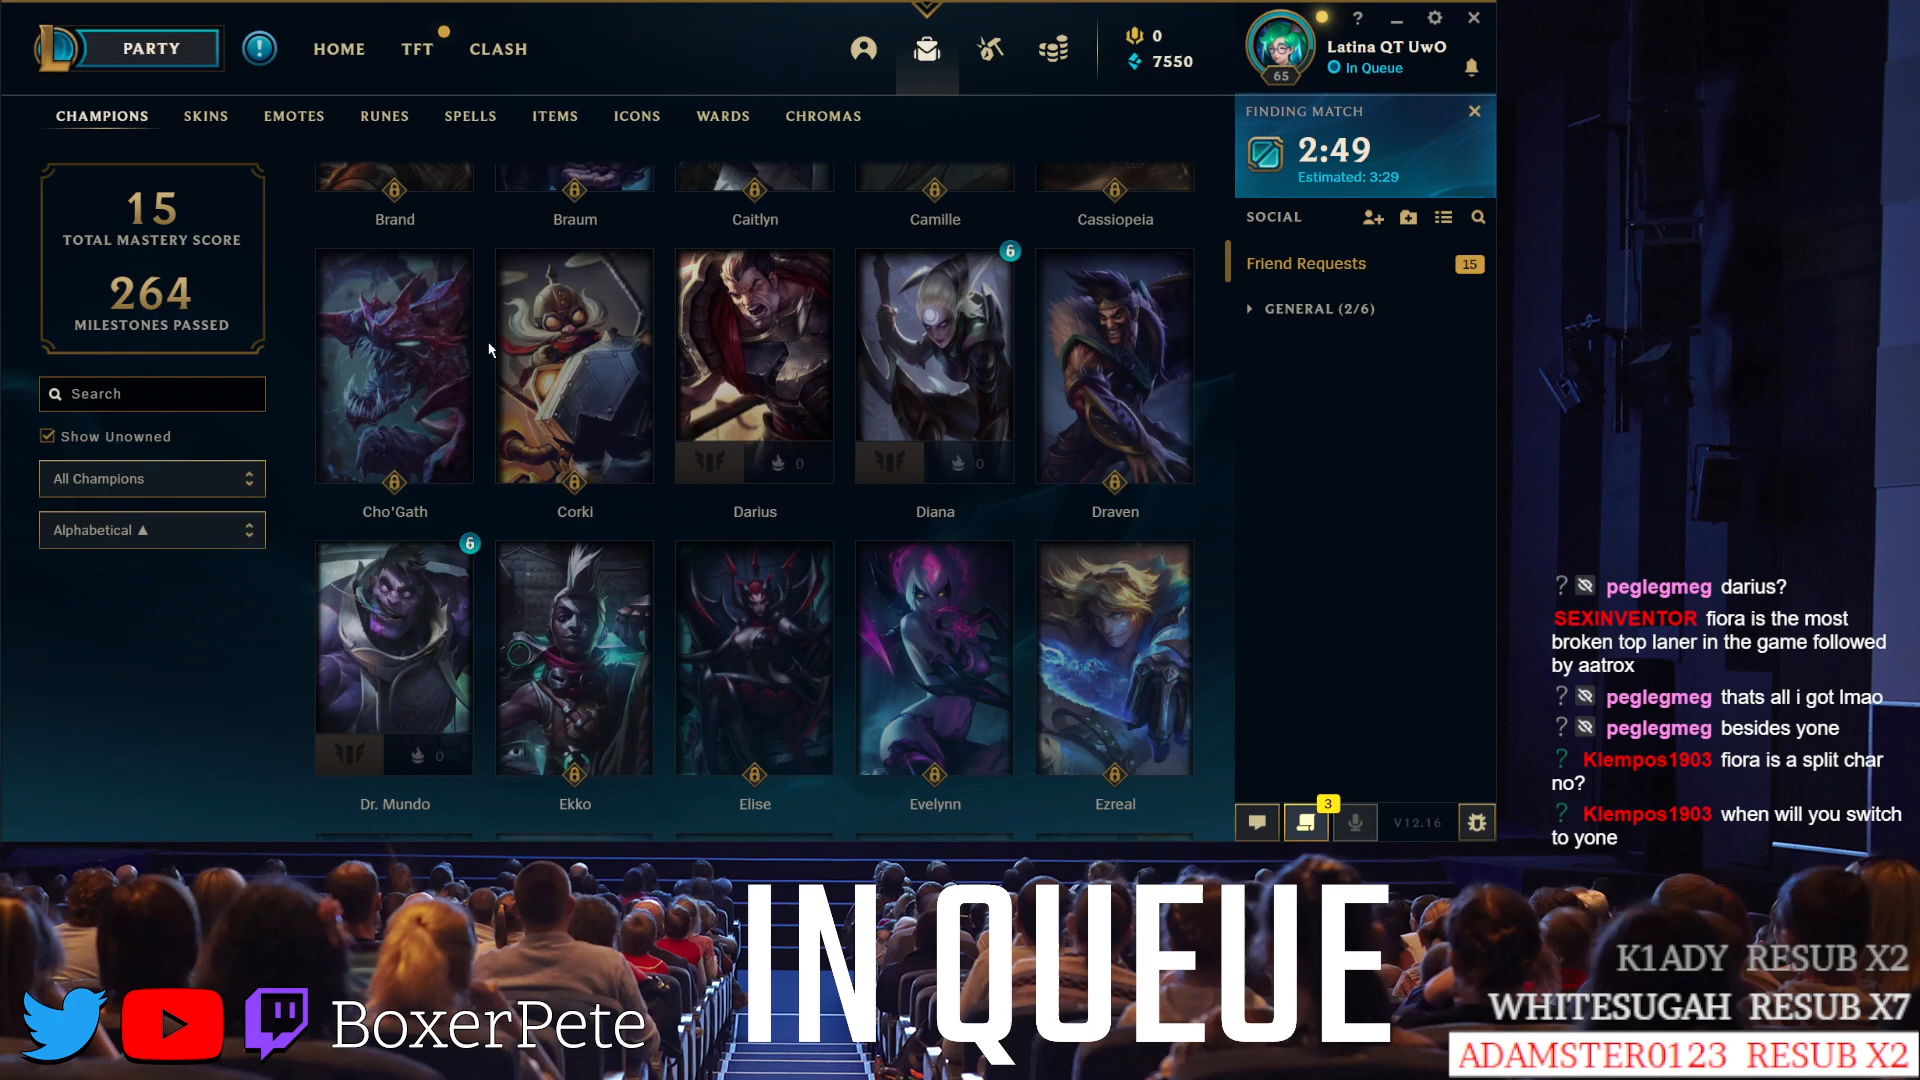 PARTY
HOME
TFT
CLASH
0
7550
65
Latina QT UwO
In Queue
?
CHAMPIONS
SKINS
EMOTES
RUNES
SPELLS
ITEMS
ICONS
WARDS
CHROMAS
15
TOTAL MASTERY SCORE
264
MILESTONES PASSED
Search
Show Unowned
All Champions
Alphabetical ▲
Brand
Braum
Caitlyn
Camille
Cassiopeia
6
0
0
Cho'Gath
Corki
Darius
Diana
Draven
6
0
Dr. Mundo
Ekko
Elise
Evelynn
Ezreal
FINDING MATCH
2:49
Estimated: 3:29
SOCIAL
Friend Requests
15
GENERAL (2/6)
3
V12.16
? peglegmeg darius?
SEXINVENTOR fiora is the most
broken top laner in the game followed
by aatrox
? peglegmeg thats all i got lmao
? peglegmeg besides yone
? Klempos1903 fiora is a split char
no?
? Klempos1903 when will you switch
to yone
BoxerPete
IN QUEUE
K1ADY RESUB X2
WHITESUGAH RESUB X7
ADAMSTER0123 RESUB X2